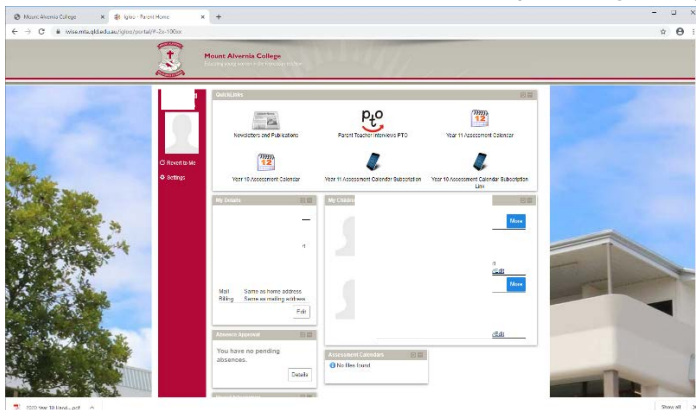 Mount Alvernia College
Igloo - Parent Home
Mount Alvernia College
Quicklinks
Newsletters and Publications
Parent Teacher Interviews PTO
Year 11 Assessment Calendar
Year 10 Assessment Calendar
Year 11 Assessment Calendar Subscription
Year 10 Assessment Calendar Subscription Link
Revert to Me
Settings
My Details
More
Edit
More
Mail Same as home address
Billing Same as mailing address
Edit
Edit
Absence Approval
You have no pending absences.
Details
Assessment Calendars
No files found
Show all